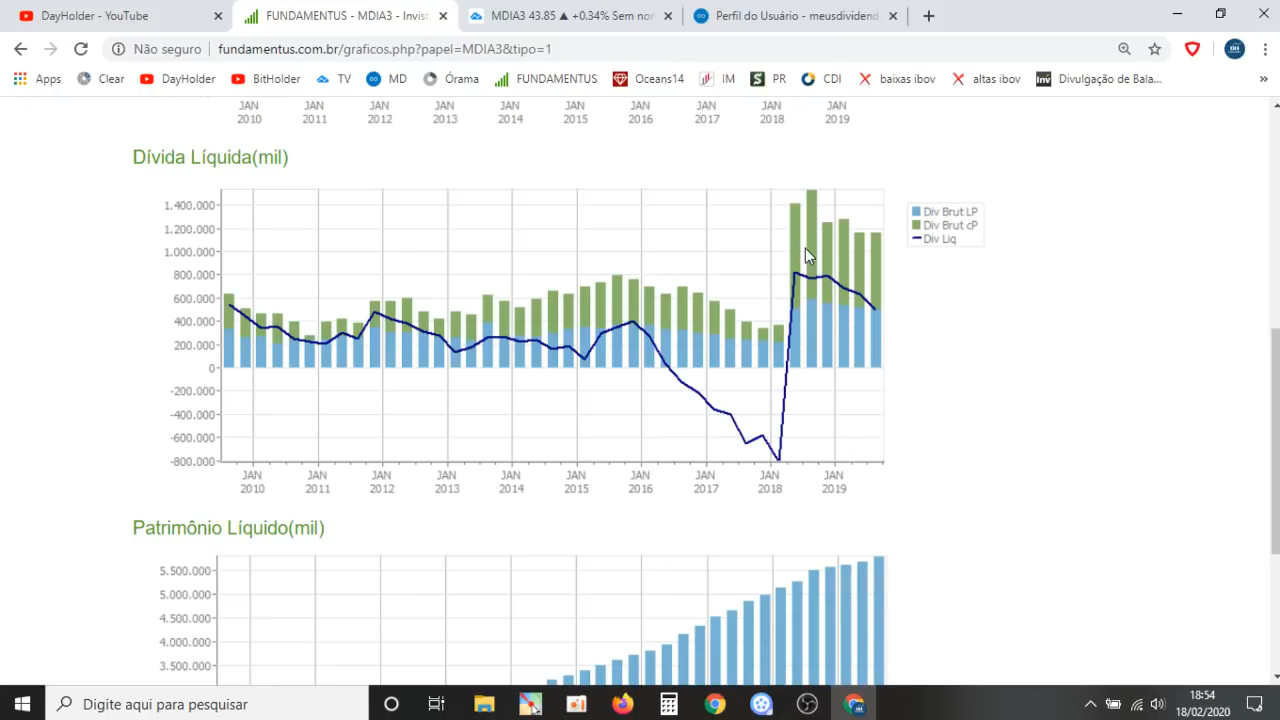 DayHolder - YouTube
FUNDAMENTUS - MDIA3 - Invist
MDIA3 43.85 ▲ +0.34% Sem nom
Perfil do Usuário - meusdividendo
Não seguro
fundamentus.com.br/graficos.php?papel=MDIA3&tipo=1
Apps Clear DayHolder BitHolder TV MD Órama FUNDAMENTUS Oceans14 IM PR CDI baixas ibov altas ibov Inv Divulgação de Bala... »
JAN JAN JAN JAN JAN JAN JAN JAN JAN JAN
2010 2011 2012 2013 2014 2015 2016 2017 2018 2019
Dívida Líquida(mil)
1.400.000
1.200.000
1.000.000
800.000
600.000
400.000
200.000
0
-200.000
-400.000
-600.000
-800.000
JAN JAN JAN JAN JAN JAN JAN JAN JAN JAN
2010 2011 2012 2013 2014 2015 2016 2017 2018 2019
Div Brut LP
Div Brut cP
Div Liq
Patrimônio Líquido(mil)
5.500.000
5.000.000
4.500.000
4.000.000
3.500.000
Digite aqui para pesquisar
18:54
18/02/2020